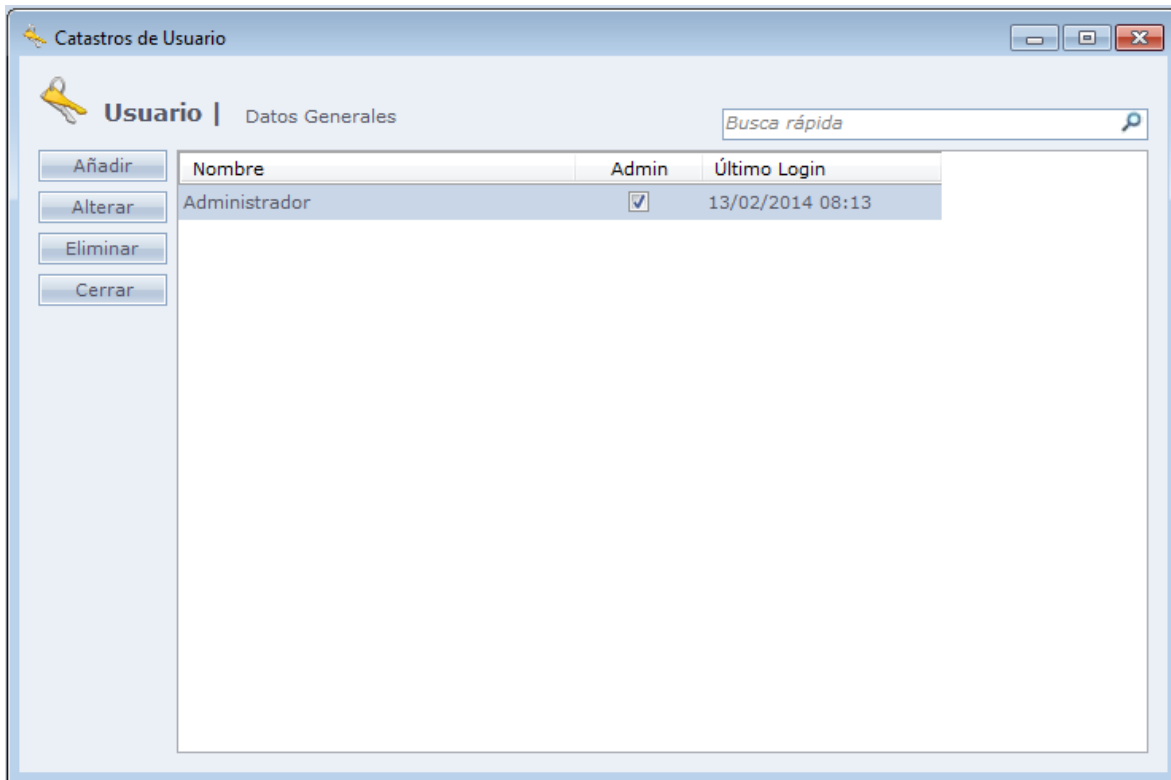 Catastros de Usuario
Usuario | Datos Generales
Busca rápida
Añadir
Alterar
Eliminar
Cerrar
Nombre Admin Último Login
Administrador 13/02/2014 08:13